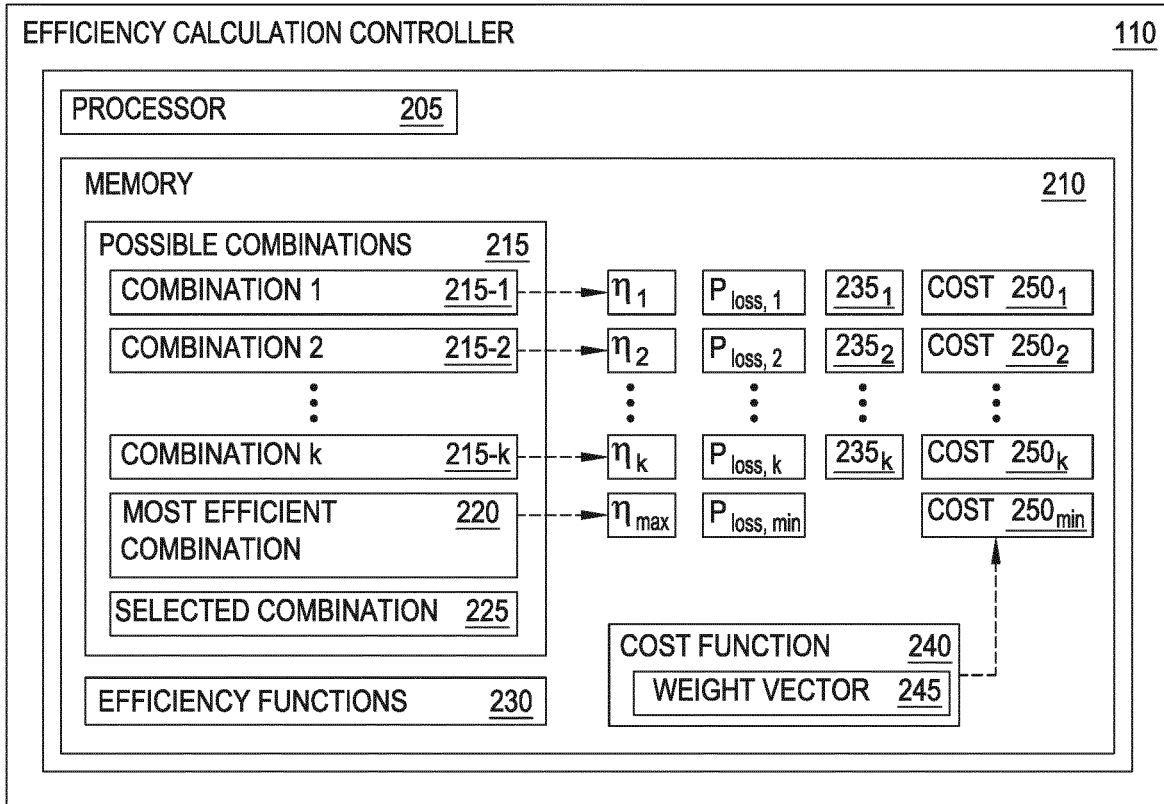 EFFICIENCY CALCULATION CONTROLLER 110
PROCESSOR 205
MEMORY 210
POSSIBLE COMBINATIONS 215
COMBINATION 1 215-1 η1 Ploss, 1 2351 COST 2501
COMBINATION 2 215-2 η2 Ploss, 2 2352 COST 2502
COMBINATION k 215-k ηk Ploss, k 235k COST 250k
MOST EFFICIENT 220 ηmax Ploss, min COST 250min
COMBINATION
SELECTED COMBINATION 225
COST FUNCTION 240
WEIGHT VECTOR 245
EFFICIENCY FUNCTIONS 230